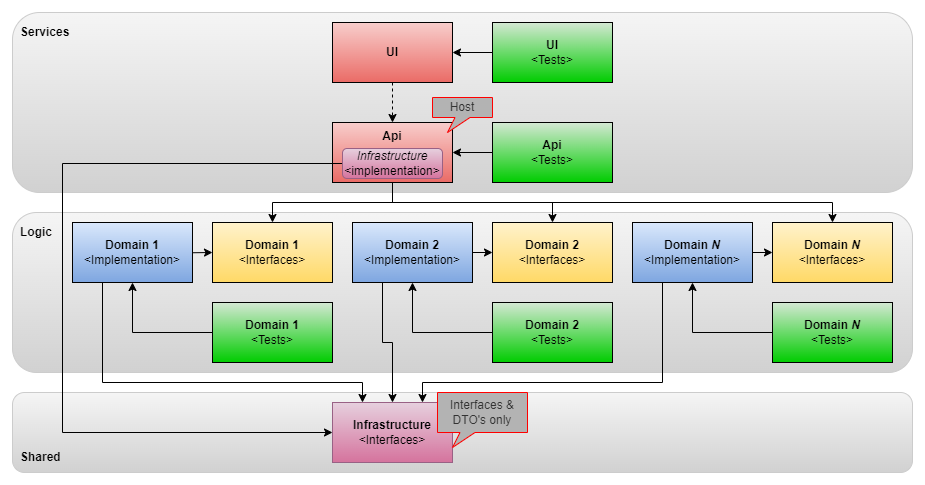 Services
UI
UI
<Tests>
Host
Api
Infrastructure
<implementation>
Api
<Tests>
Logic
Domain 1
<Implementation>
Domain 1
<Interfaces>
Domain 2
<Implementation>
Domain 2
<Interfaces>
Domain N
<Implementation>
Domain N
<Interfaces>
Domain 1
<Tests>
Domain 2
<Tests>
Domain N
<Tests>
Infrastructure
<Interfaces>
Interfaces &
DTO's only
Shared